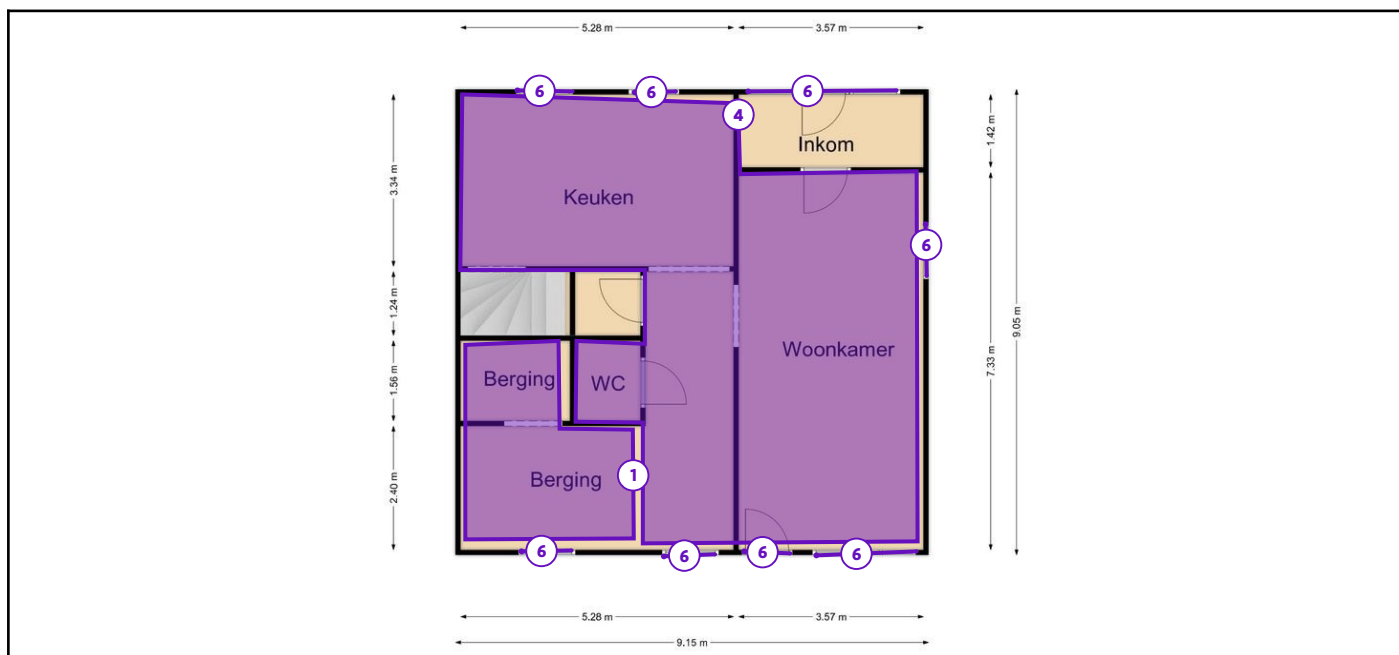 5.28 m
3.57 m
6
6
6
4
Inkom
1.42 m
3.34 m
Keuken
6
9.05 m
1.24 m
7.33 m
Woonkamer
1.56 m
Berging
WC
2.40 m
Berging
1
6
6
6
6
5.28 m
3.57 m
9.15 m